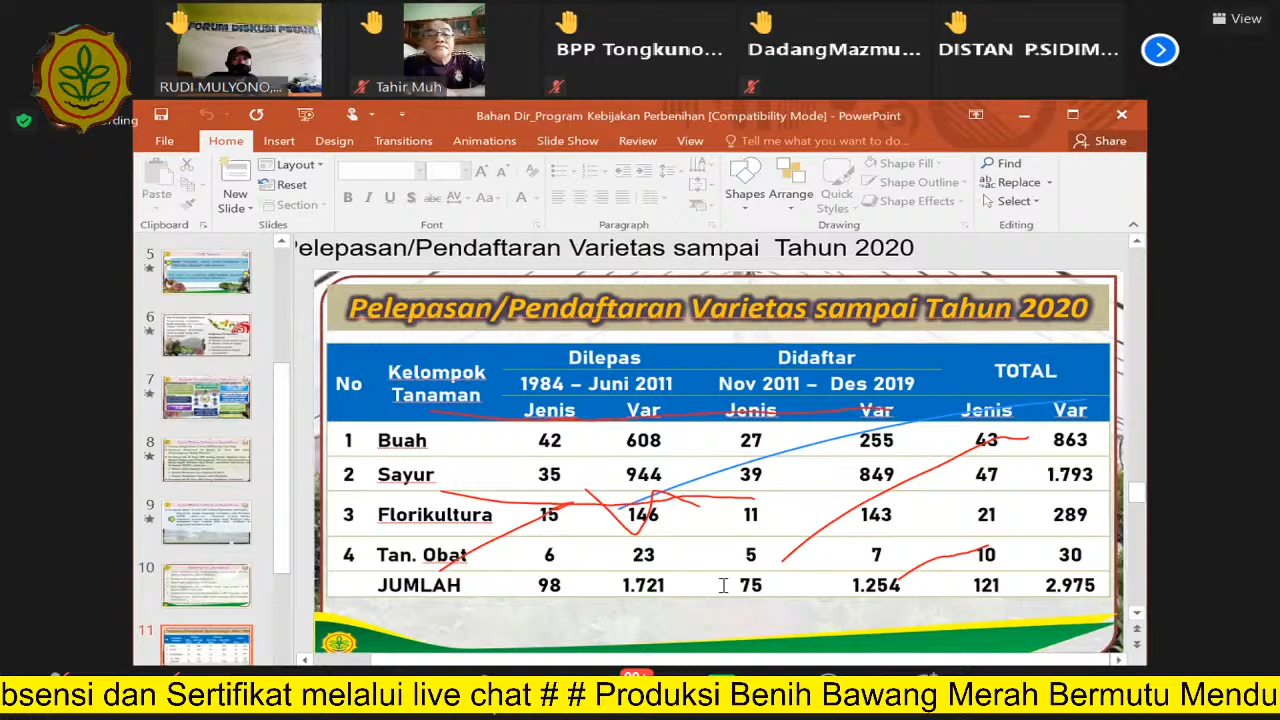 View
BPP Tongkuno...
DadangMazmu...
DISTAN P.SIDIM...
RUDI MULYONO,...
Tahir Muh
FORUM DISKUSI PETANI
Bahan Dir_Program Kebijakan Perbenihan [Compatibility Mode] - PowerPoint
File Home Insert Design Transitions Animations Slide Show Review View Tell me what you want to do... Share
Paste
New
Slide
Layout
Reset
Section
B I U S abc AV Aa A
Shapes Arrange Quick
Styles
Shape Fill
Shape Outline
Shape Effects
Find
Replace
Select
Clipboard Slides Font Paragraph Drawing Editing
elepasan/Pendaftaran Varietas sampai Tahun 2020
5
6
7
8
9
10
11
Pelepasan/Pendaftaran Varietas sampai Tahun 2020
No Kelompok Tanaman Dilepas Didaftar TOTAL
1984 – Juni 2011 Nov 2011 – Des 2019
Jenis Var Jenis Var Jenis Var
1 Buah 42 608 27 255 43 863
2 Sayur 35 944 39 849 47 1.793
3 Florikultura 15 146 11 143 21 289
4 Tan. Obat 6 23 5 7 10 30
JUMLAH 98 1.721 75 1.254 121 2.975
bsensi dan Sertifikat melalui live chat # # Produksi Benih Bawang Merah Bermutu Mendu